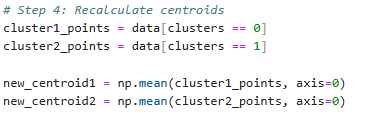 # Step 4: Recalculate centroids
cluster1_points = data[clusters == 0]
cluster2_points = data[clusters == 1]
new_centroid1 = np.mean(cluster1_points, axis=0)
new_centroid2 = np.mean(cluster2_points, axis=0)